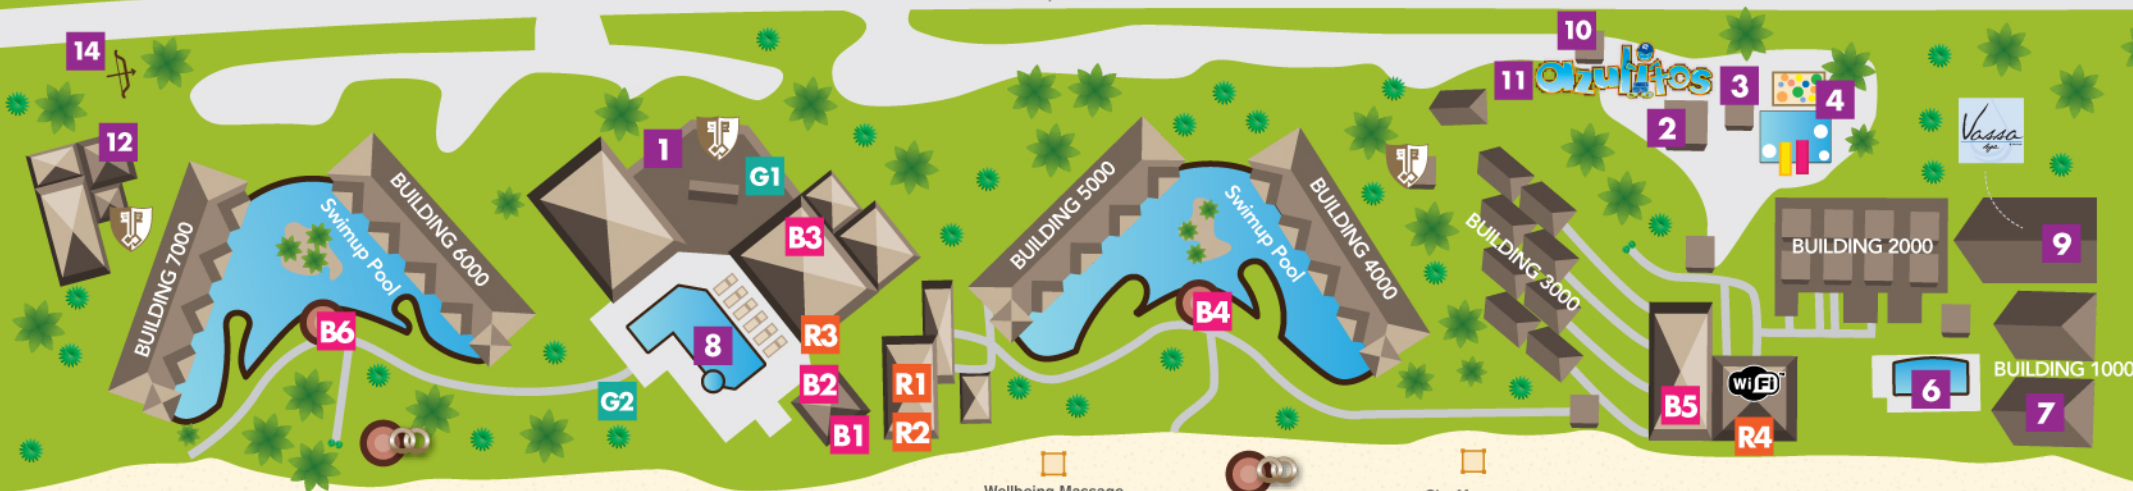 10
14
11
azulitos
3
4
2
12
1
G1
Vassa
spa
BUILDING 7000
Swimup Pool
BUILDING 6000
B3
BUILDING 5000
Swimup Pool
BUILDING 4000
BUILDING 3000
BUILDING 2000
9
B6
8
R3
B4
WiFi™
BUILDING 1000
G2
B2
B1
R1
R2
B5
R4
6
7
Wellbeing Massage